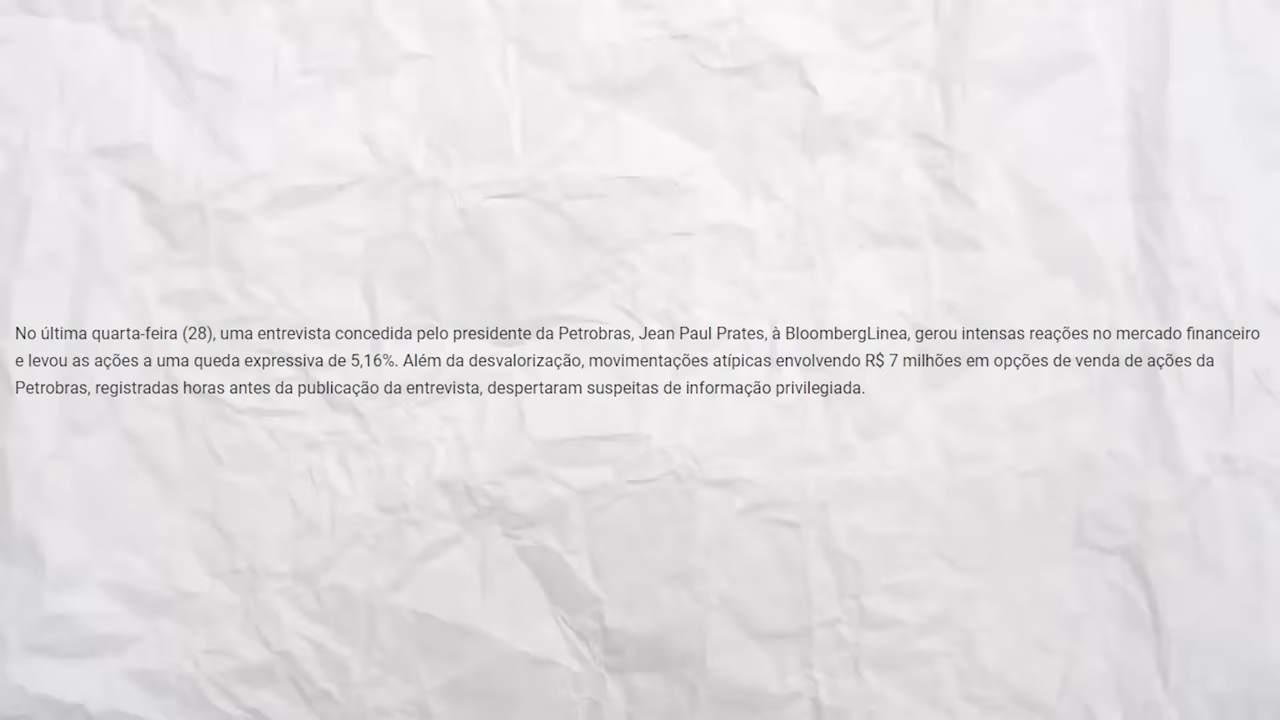 No última quarta-feira (28), uma entrevista concedida pelo presidente da Petrobras, Jean Paul Prates, à BloombergLinea, gerou intensas reações no mercado financeiro
e levou as ações a uma queda expressiva de 5,16%. Além da desvalorização, movimentações atípicas envolvendo R$ 7 milhões em opções de venda de ações da
Petrobras, registradas horas antes da publicação da entrevista, despertaram suspeitas de informação privilegiada.